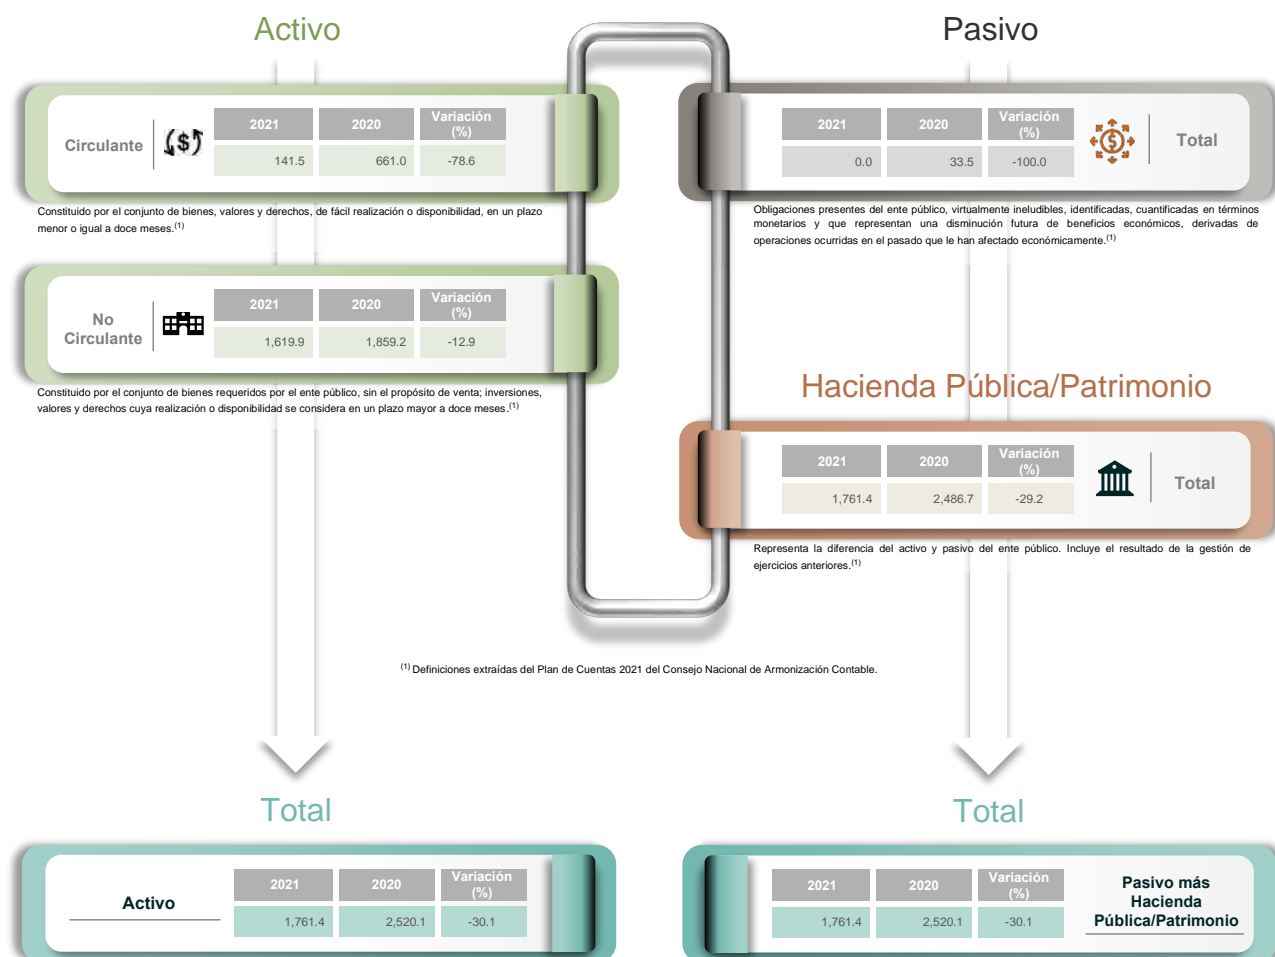 Activo
Circulante
2021 2020 Variación (%)
141.5 661.0 -78.6
Constituido por el conjunto de bienes, valores y derechos, de fácil realización o disponibilidad, en un plazo
menor o igual a doce meses.(1)
No
Circulante
2021 2020 Variación (%)
1,619.9 1,859.2 -12.9
Constituido por el conjunto de bienes requeridos por el ente público, sin el propósito de venta; inversiones,
valores y derechos cuya realización o disponibilidad se considera en un plazo mayor a doce meses.(1)
Pasivo
2021 2020 Variación (%)
0.0 33.5 -100.0
Total
Obligaciones presentes del ente público, virtualmente ineludibles, identificadas, cuantificadas en términos
monetarios y que representan una disminución futura de beneficios económicos, derivadas de
operaciones ocurridas en el pasado que le han afectado económicamente.(1)
Hacienda Pública/Patrimonio
2021 2020 Variación (%)
1,761.4 2,486.7 -29.2
Total
Representa la diferencia del activo y pasivo del ente público. Incluye el resultado de la gestión de
ejercicios anteriores.(1)
(1) Definiciones extraídas del Plan de Cuentas 2021 del Consejo Nacional de Armonización Contable.
Total
Activo
2021 2020 Variación (%)
1,761.4 2,520.1 -30.1
Total
2021 2020 Variación (%)
1,761.4 2,520.1 -30.1
Pasivo más
Hacienda
Pública/Patrimonio